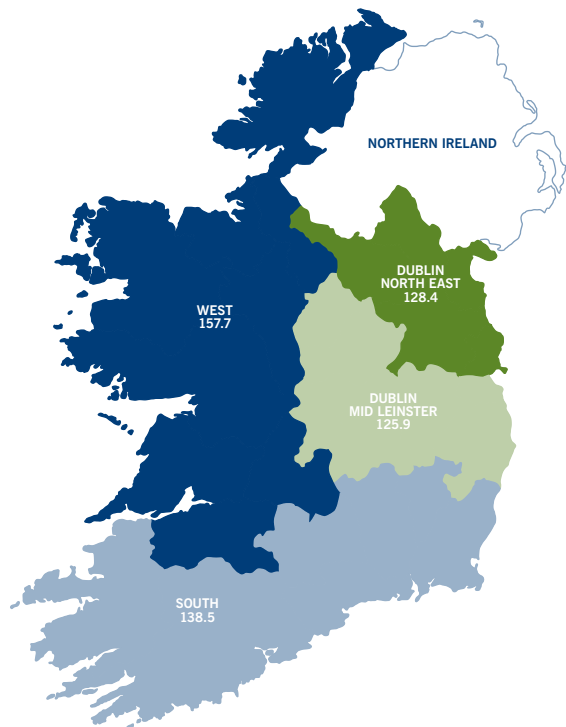 NORTHERN IRELAND
DUBLIN
NORTH EAST
128.4
WEST
157.7
DUBLIN
MID LEINSTER
125.9
SOUTH
138.5